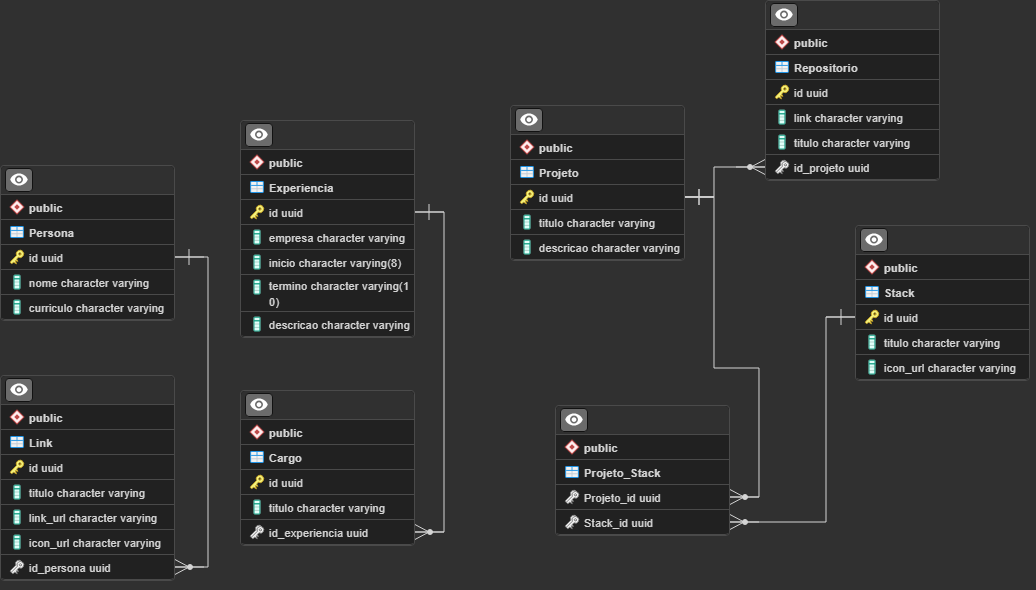 public
Persona
id uuid
nome character varying
curriculo character varying
public
Link
id uuid
titulo character varying
link_url character varying
icon_url character varying
id_persona uuid
public
Experiencia
id uuid
empresa character varying
inicio character varying(8)
termino character varying(1
0)
descricao character varying
public
Cargo
id uuid
titulo character varying
id_experiencia uuid
public
Projeto
id uuid
titulo character varying
descricao character varying
public
Repositorio
id uuid
link character varying
titulo character varying
id_projeto uuid
public
Projeto_Stack
Projeto_id uuid
Stack_id uuid
public
Stack
id uuid
titulo character varying
icon_url character varying